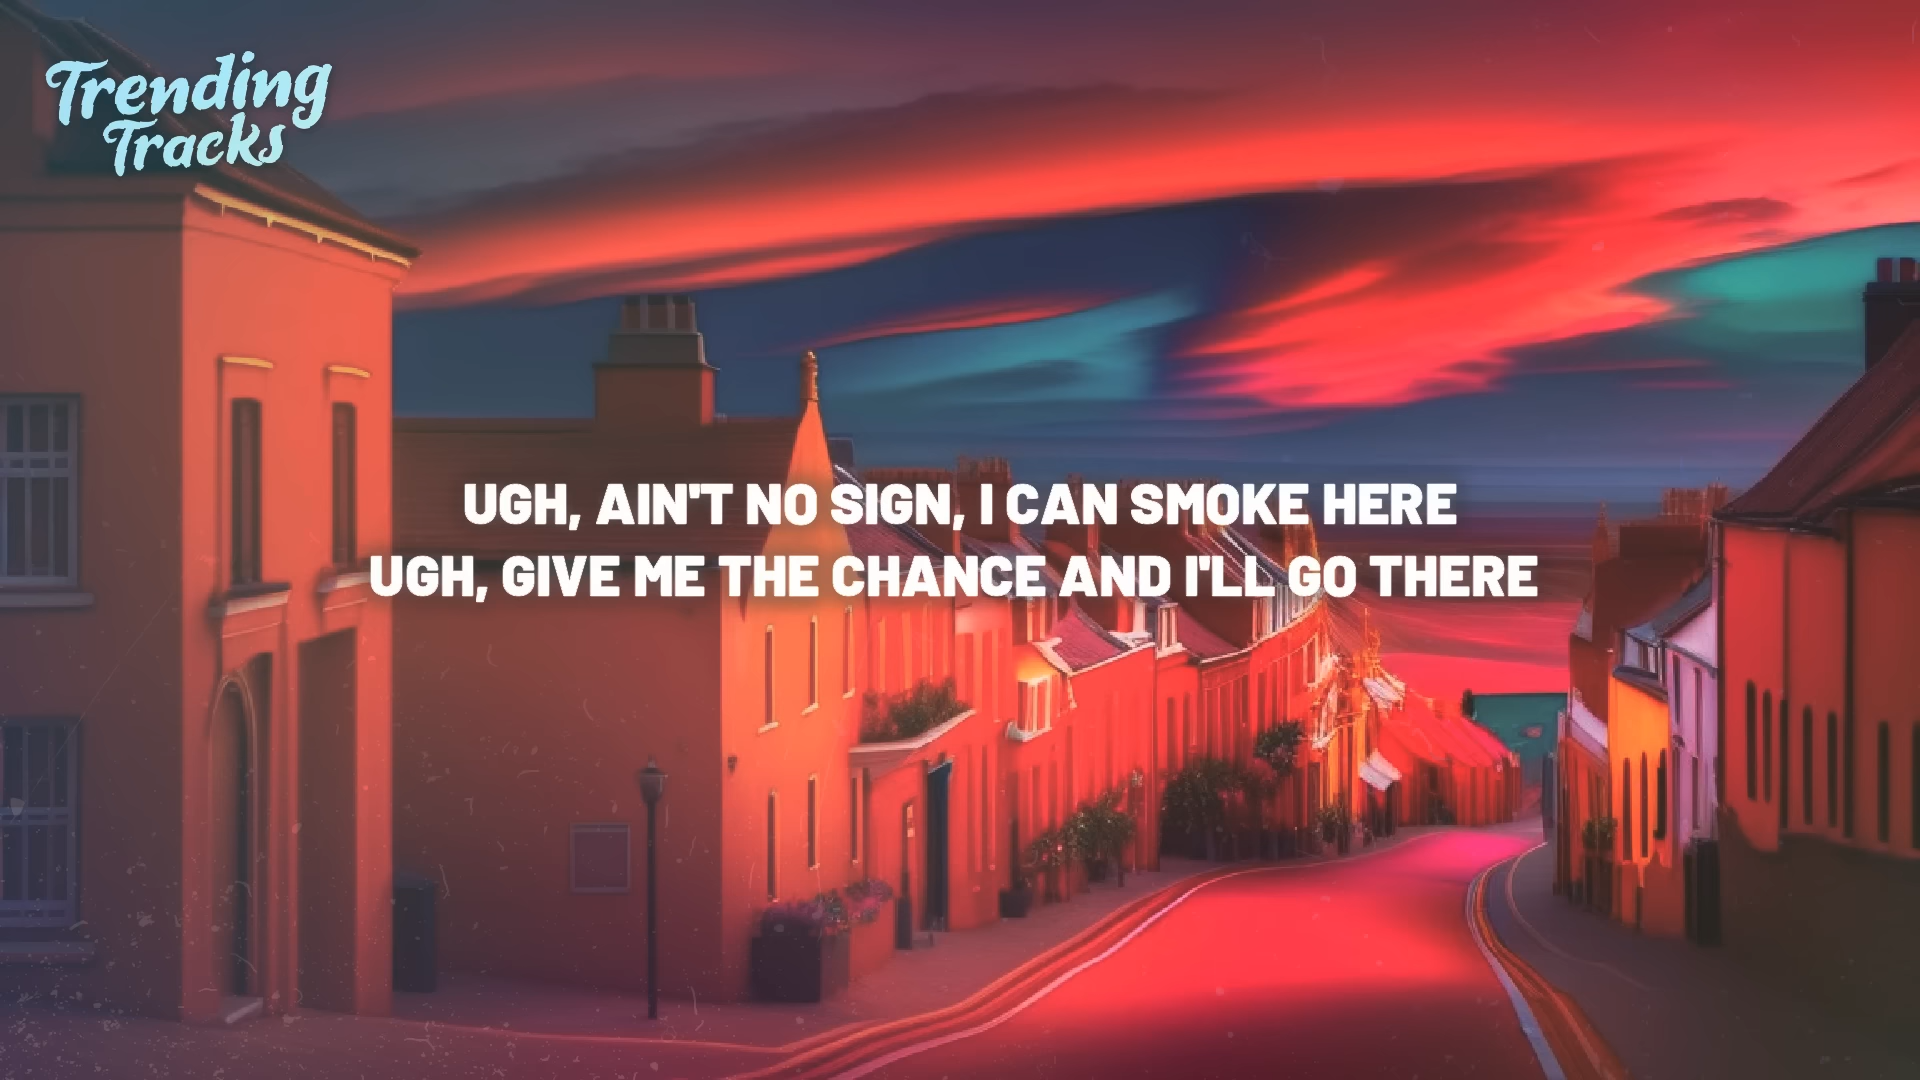 Trending
Tracks
UGH, AIN'T NO SIGN, I CAN SMOKE HERE
UGH, GIVE ME THE CHANCE AND I'LL GO THERE